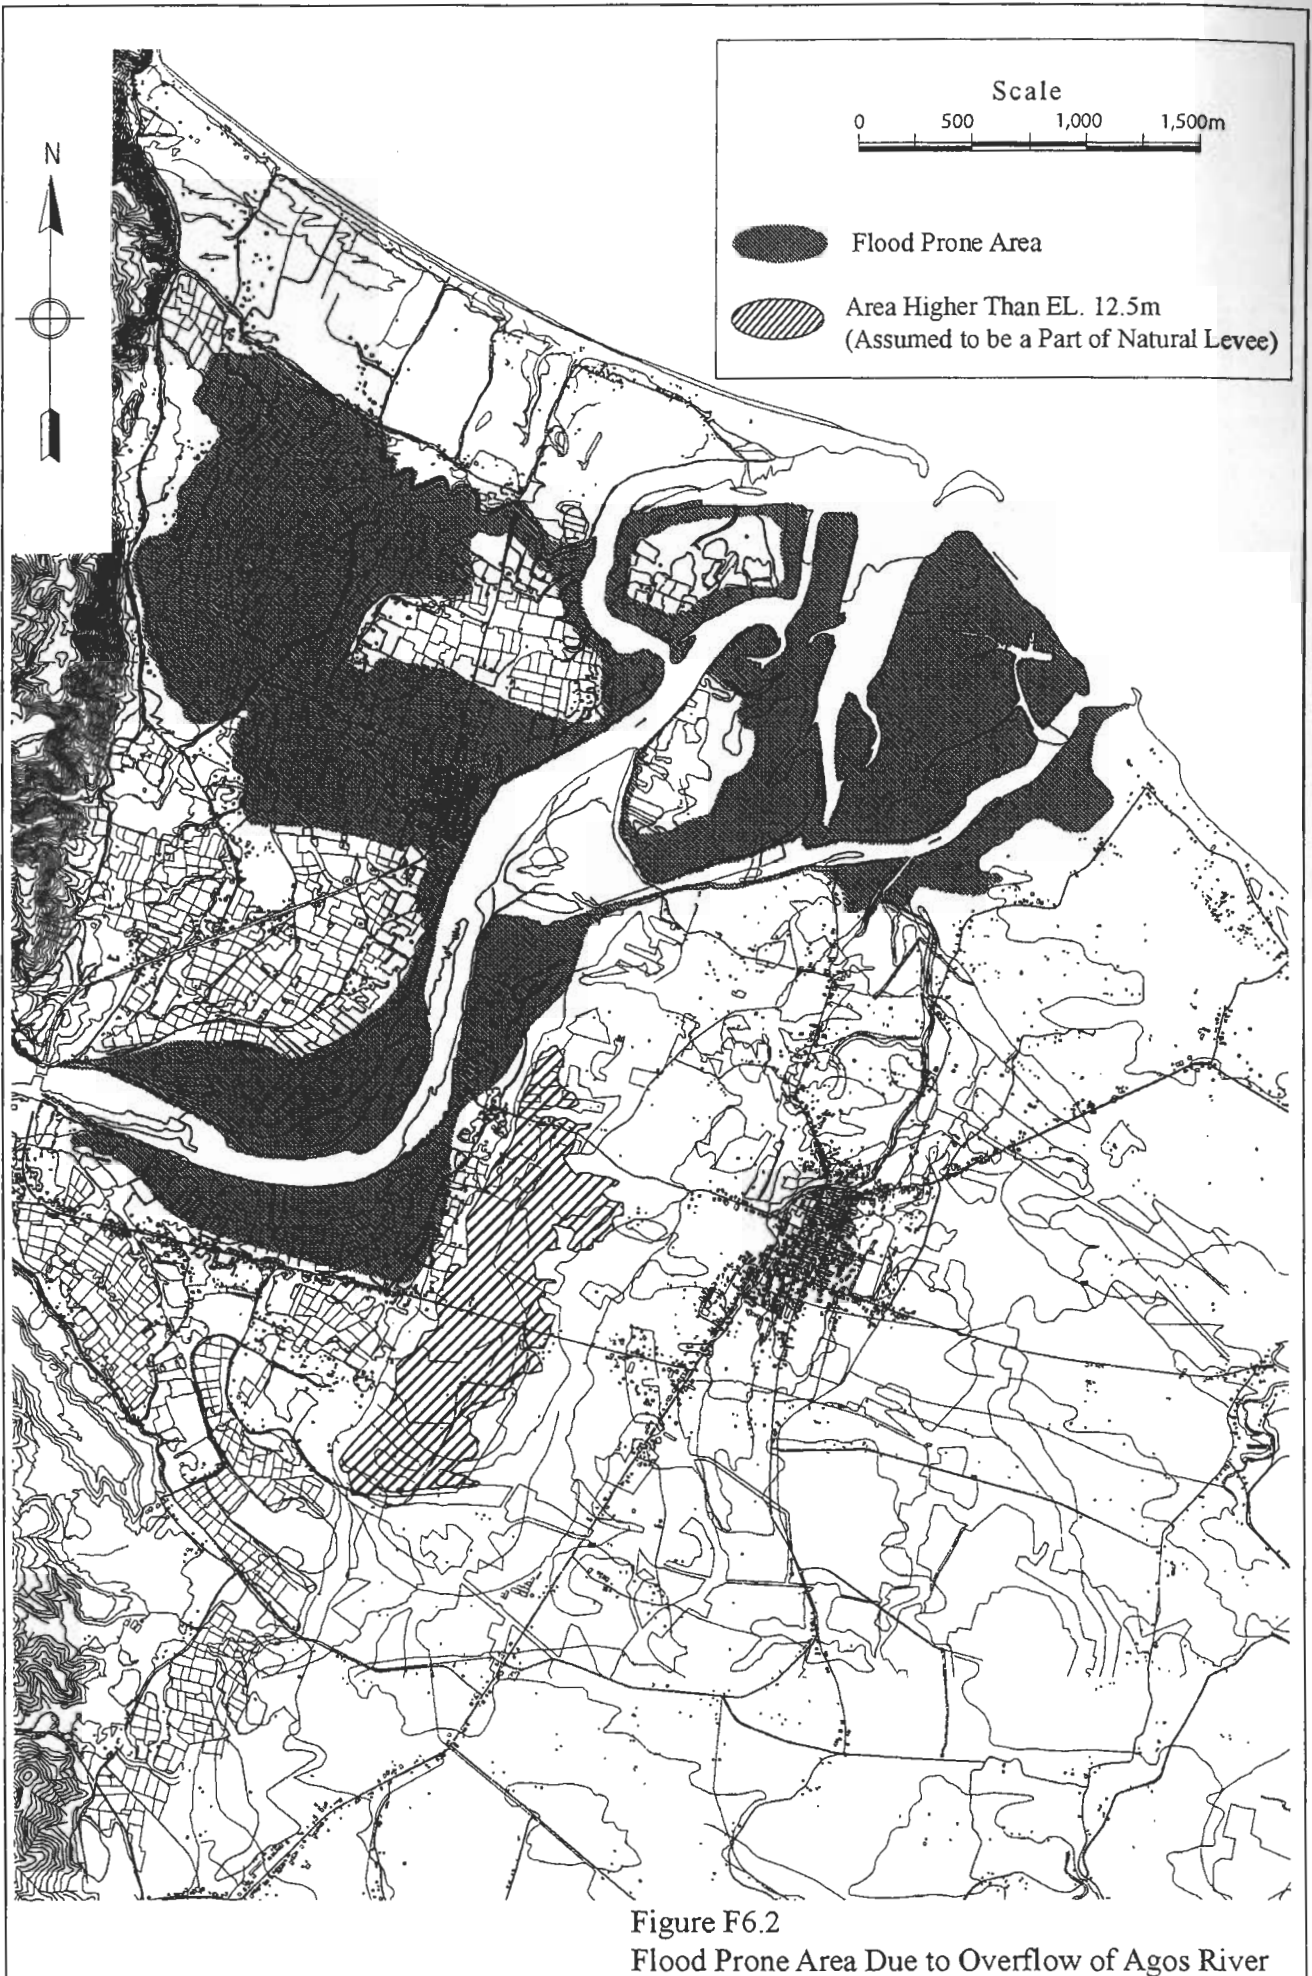 Scale
0 500 1,000 1,500m
N
Flood Prone Area
Area Higher Than EL. 12.5m
(Assumed to be a Part of Natural Levee)
Figure F6.2
Flood Prone Area Due to Overflow of Agos River